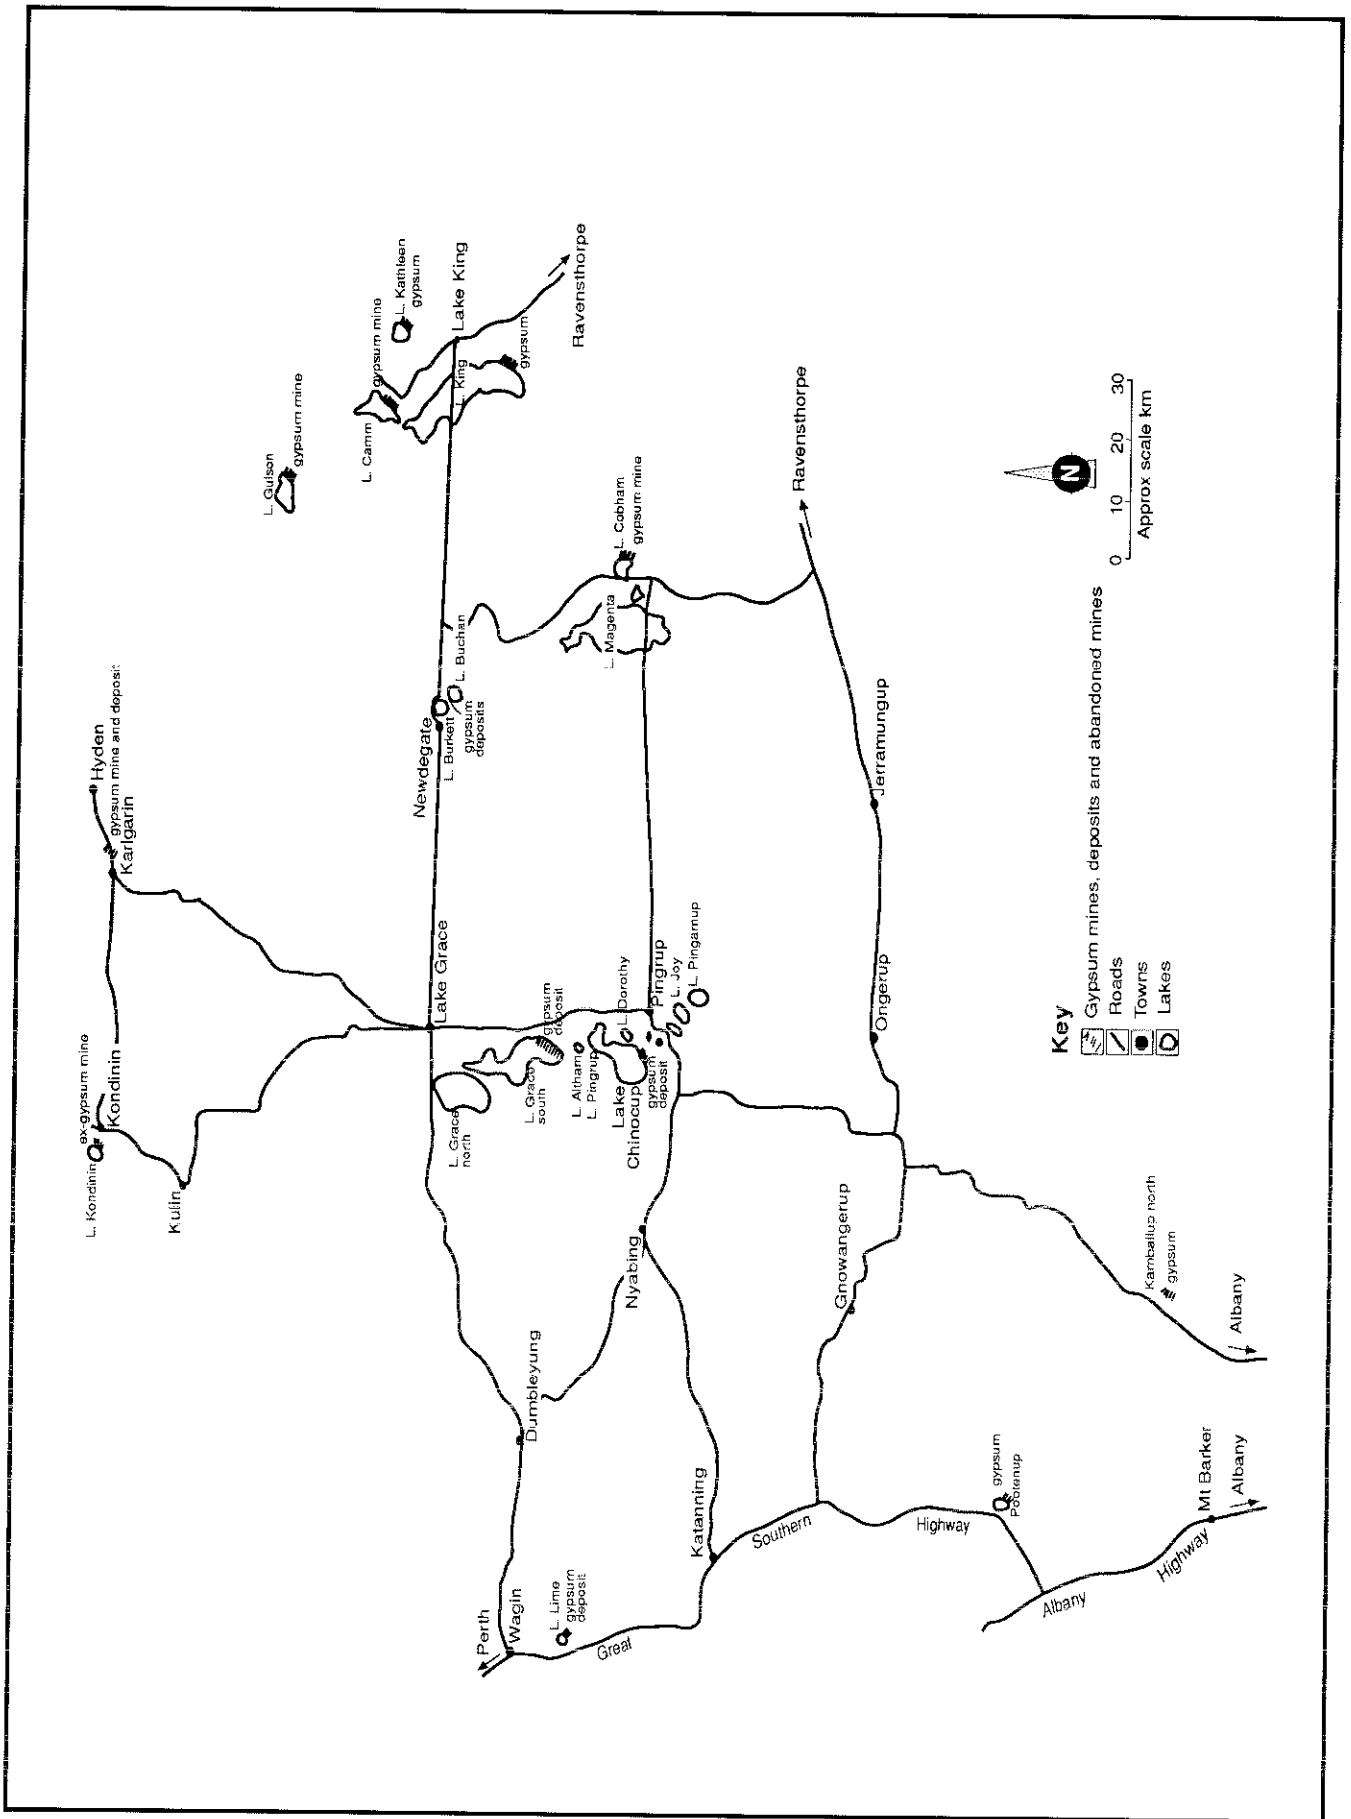 Hyden
gypsum mine and deposit
Karlgarin
ex-gypsum mine
Kondinin
L. Kondinin
Kulin
L. Gulson
gypsum mine
L. Kathleen
gypsum
gypsum mine
L. Camm
Lake King
L. King
gypsum
Ravensthorpe
Newdegate
L. Burkett
gypsum
deposits
L. Buchan
Lake Grace
L. Grace
north
L. Grace
south
gypsum
deposit
L. Altham
L. Pingrup
Lake
Chinocup
L. Dorothy
gypsum
deposit
Pingrup
L. Joy
L. Pingarnup
L. Magenta
L. Cobham
gypsum mine
Ravensthorpe
Perth
Wagin
L. Lime
gypsum
deposit
Dumbleyung
Nyabing
Katanning
Great
Southern
Highway
Gnowangerup
Ongerup
Jerramungup
gypsum
Pootenup
Kamballup north
gypsum
Albany
Highway
Mt Barker
Albany
Albany
Key
Gypsum mines, deposits and abandoned mines
Roads
Towns
Lakes
N
0 10 20 30
Approx scale km